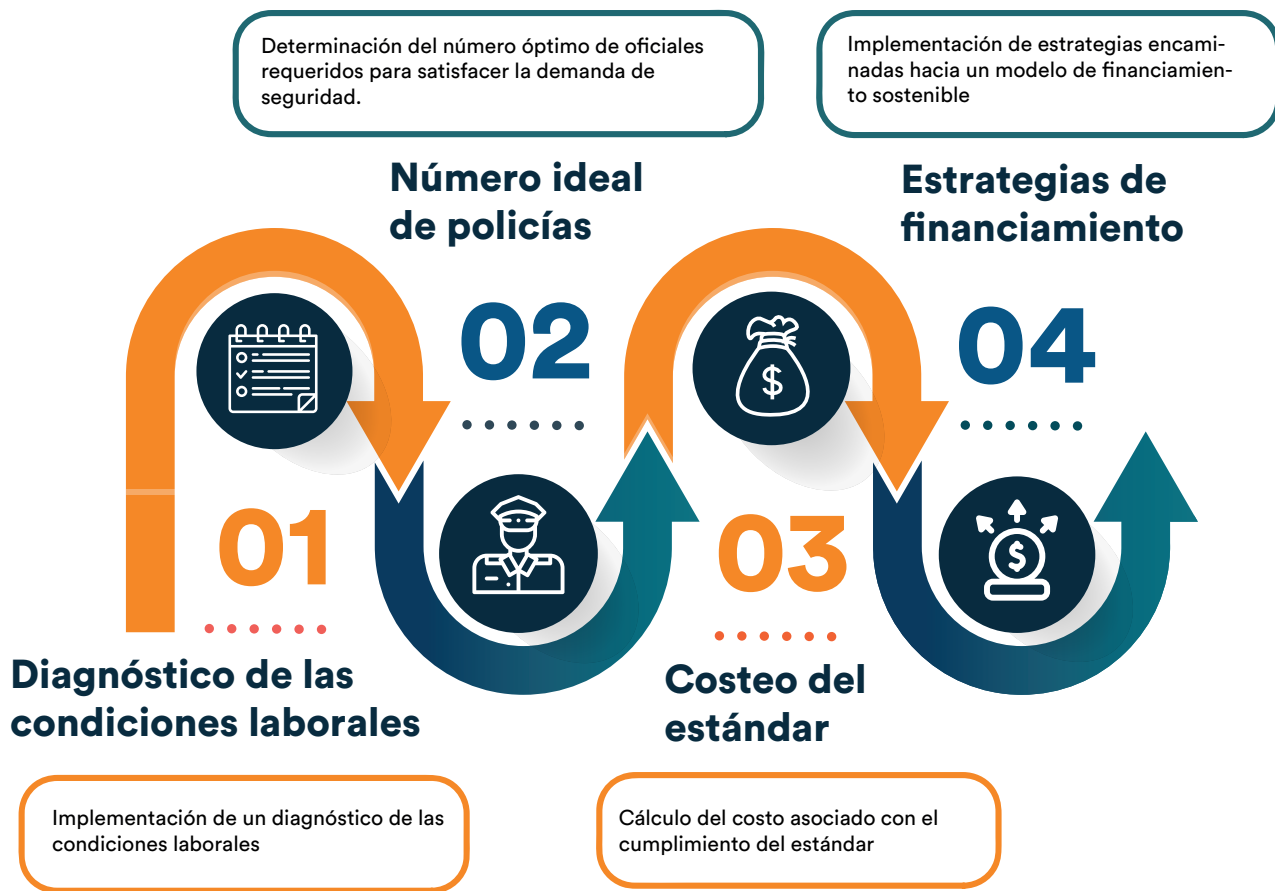 Determinación del número óptimo de oficiales
requeridos para satisfacer la demanda de
seguridad.
Implementación de estrategias encami-
nadas hacia un modelo de financiamien-
to sostenible
Número ideal
de policías
Estrategias de
financiamiento
02
04
$
01
03
$
Diagnóstico de las
condiciones laborales
Costeo del
estándar
Implementación de un diagnóstico de las
condiciones laborales
Cálculo del costo asociado con el
cumplimiento del estándar